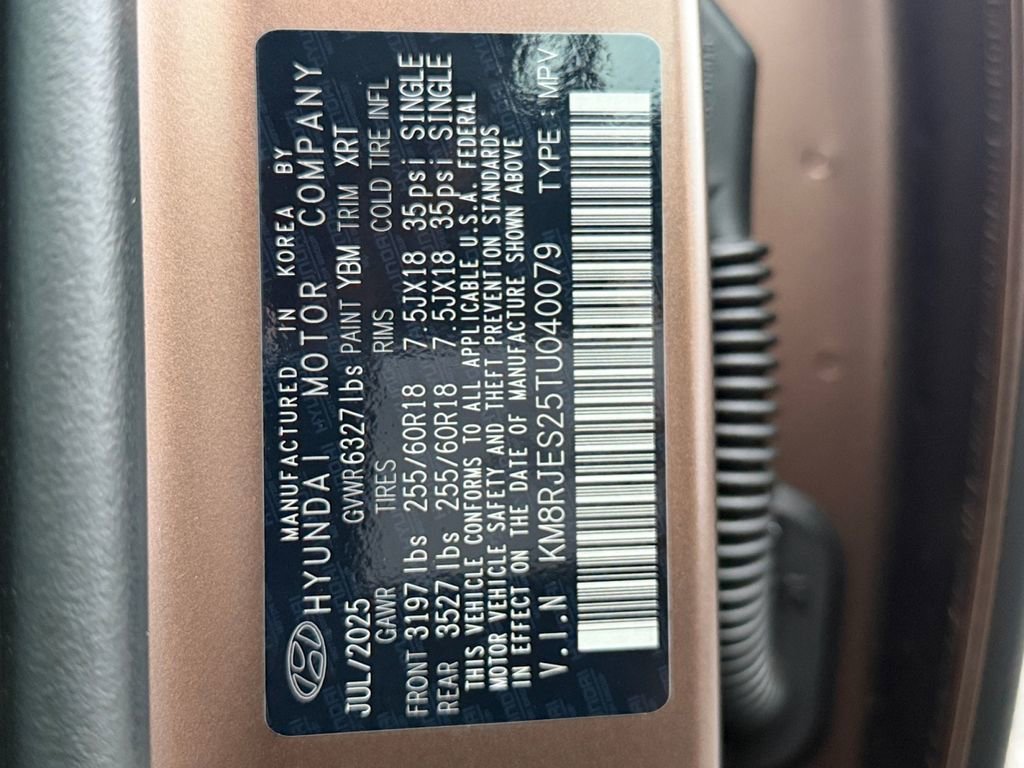 MANUFACTURED IN KOREA BY
HYUNDAI MOTOR COMPANY
JUL/2025 GVWR6327lbs PAINT YBM TRIM XRT
GAWR TIRES RIMS COLD TIRE INFL
FRONT 3197 lbs 255/60R18 7.5JX18 35psi SINGLE
REAR 3527 lbs 255/60R18 7.5JX18 35psi SINGLE
THIS VEHICLE CONFORMS TO ALL APPLICABLE U.S.A. FEDERAL
MOTOR VEHICLE SAFETY AND THEFT PREVENTION STANDARDS
IN EFFECT ON THE DATE OF MANUFACTURE SHOWN ABOVE
V.I.N KM8RJES25TU040079 TYPE : MPV